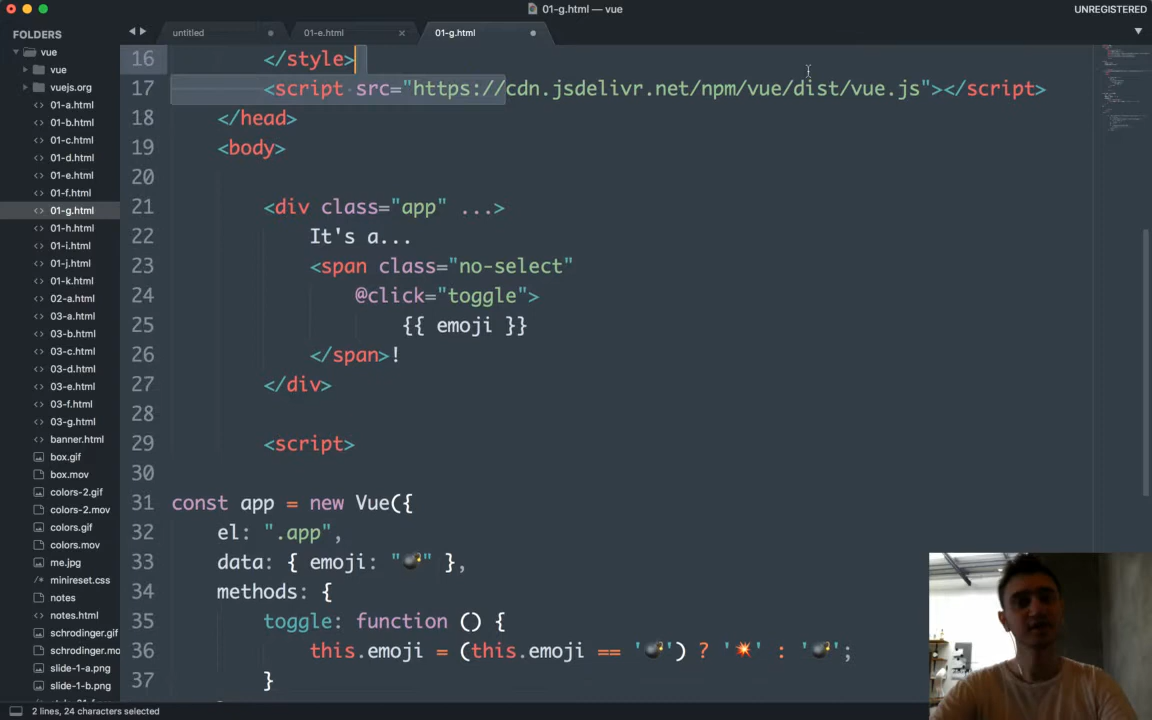 01-g.html — vue
UNREGISTERED
FOLDERS
vue
vue
vuejs.org
01-a.html
01-b.html
01-c.html
01-d.html
01-e.html
01-f.html
01-g.html
01-h.html
01-i.html
01-j.html
01-k.html
02-a.html
03-a.html
03-b.html
03-c.html
03-d.html
03-e.html
03-f.html
03-g.html
banner.html
box.gif
box.mov
colors-2.gif
colors-2.mov
colors.gif
colors.mov
me.jpg
minireset.css
notes
notes.html
schrodinger.gif
schrodinger.mo
slide-1-a.png
slide-1-b.png
untitled
01-e.html
01-g.html
16 </style>
17 <script src="https://cdn.jsdelivr.net/npm/vue/dist/vue.js"></script>
18 </head>
19 <body>
20
21 <div class="app" ...>
22 It's a...
23 <span class="no-select"
24 @click="toggle">
25 {{ emoji }}
26 </span>!
27 </div>
28
29 <script>
30
31 const app = new Vue({
32 el: ".app",
33 data: { emoji: "💣" },
34 methods: {
35 toggle: function () {
36 this.emoji = (this.emoji == '💣') ? '💥' : '💣';
37 }
2 lines, 24 characters selected